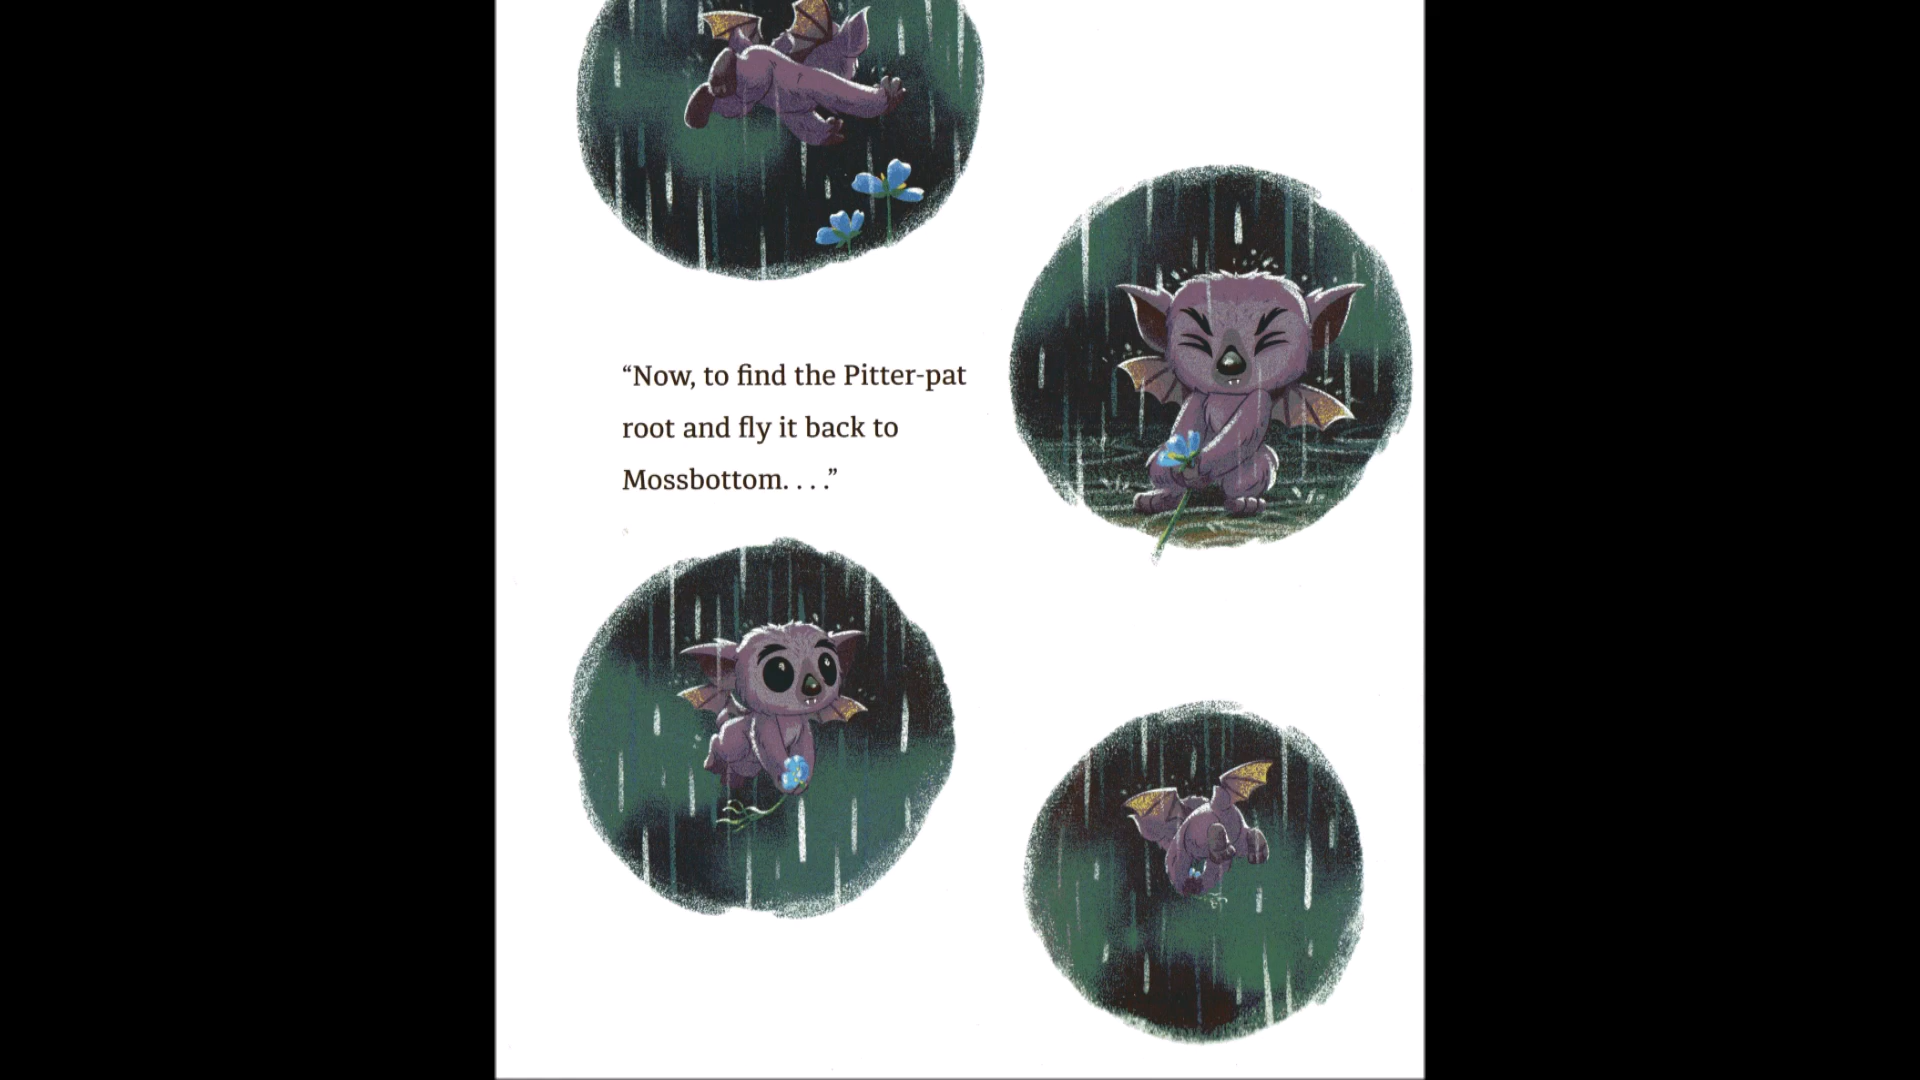 “Now, to find the Pitter-pat
root and fly it back to
Mossbottom. . . .”